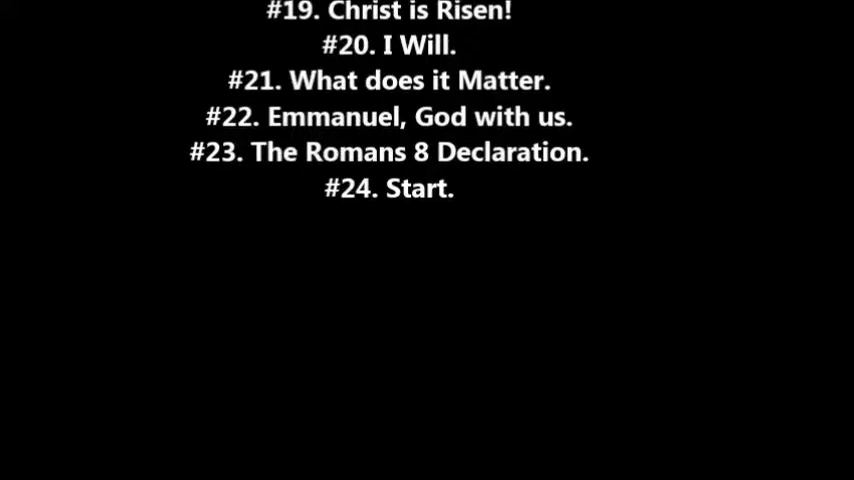 #19. Christ is Risen!
#20. I Will.
#21. What does it Matter.
#22. Emmanuel, God with us.
#23. The Romans 8 Declaration.
#24. Start.